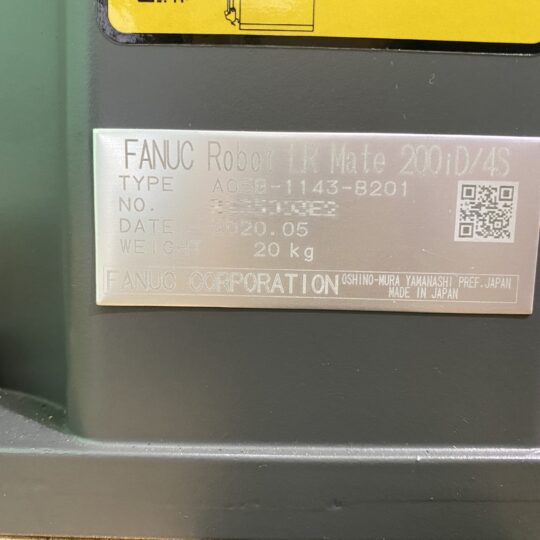 FANUC Robot LR Mate 200iD/4S
TYPE A05B-1143-B201
NO.
DATE 2020.05
WEIGHT 20 kg
FANUC CORPORATION OSHINO-MURA YAMANASHI PREF. JAPAN
MADE IN JAPAN